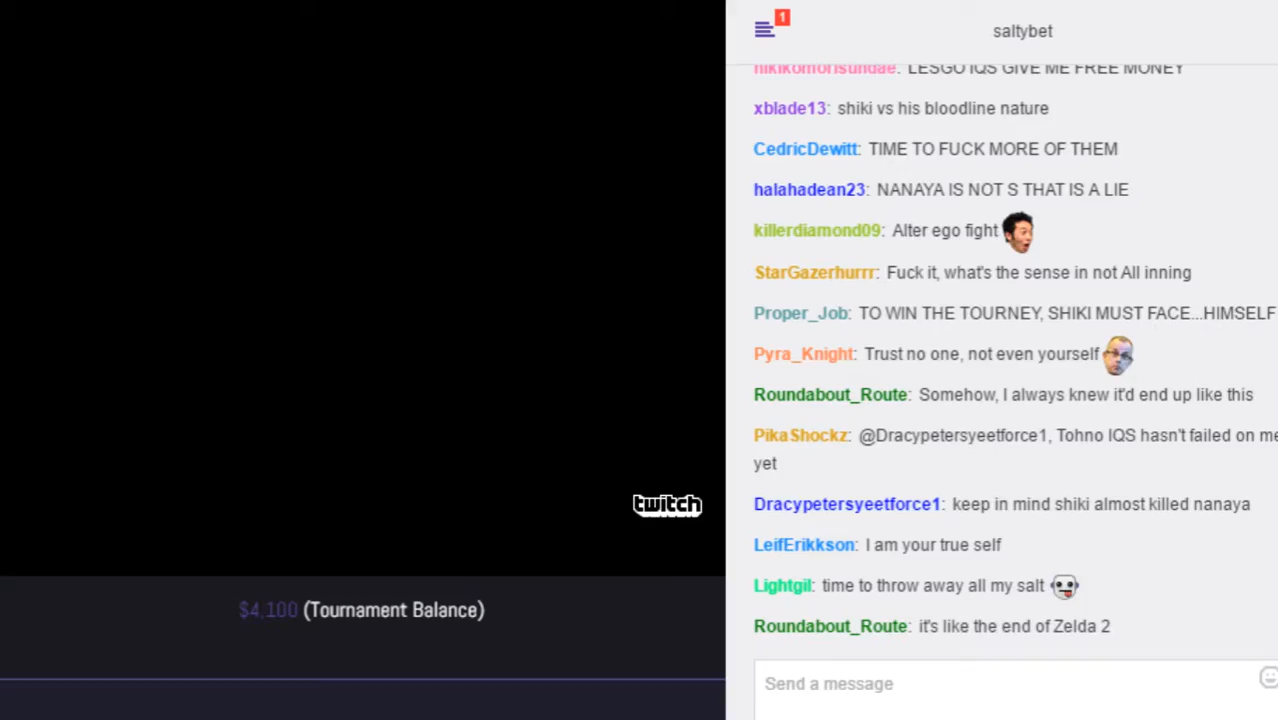 1
saltybet
hikikomorisundae: LESGO IQS GIVE ME FREE MONEY
xblade13: shiki vs his bloodline nature
CedricDewitt: TIME TO FUCK MORE OF THEM
halahadean23: NANAYA IS NOT S THAT IS A LIE
killerdiamond09: Alter ego fight
StarGazerhurrr: Fuck it, what's the sense in not All inning
Proper_Job: TO WIN THE TOURNEY, SHIKI MUST FACE...HIMSELF
Pyra_Knight: Trust no one, not even yourself
Roundabout_Route: Somehow, I always knew it'd end up like this
PikaShockz: @Dracypetersyeetforce1, Tohno IQS hasn't failed on me
yet
Dracypetersyeetforce1: keep in mind shiki almost killed nanaya
LeifErikkson: I am your true self
Lightgil: time to throw away all my salt
Roundabout_Route: it's like the end of Zelda 2
Send a message
twitch
$4,100 (Tournament Balance)